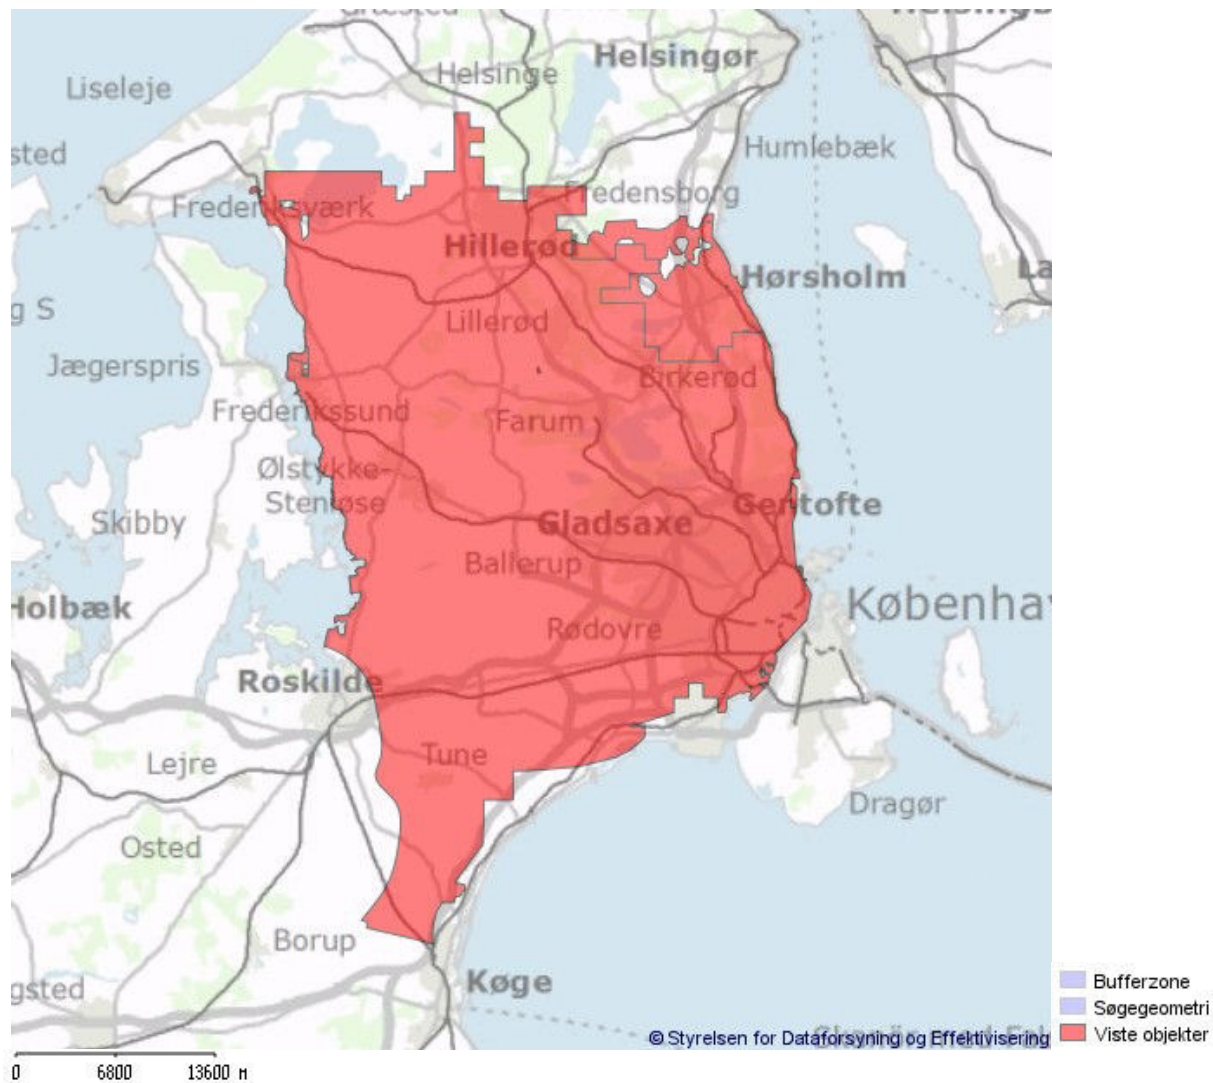 Helsinge
Helsingør
Liseleje
sted
Humlebæk
Frederiksværk
Fredensborg
Hillerød
Hørsholm
g S
Lillerød
Jægerspris
Birkerød
Frederikssund
Farum
Ølstykke-
Stenløse
Gentofte
Skibby
Gladsaxe
Ballerup
Holbæk
København
Rødovre
Roskilde
Tune
Lejre
Dragør
Osted
Borup
gsted
Køge
Bufferzone
Søgegeometri
Viste objekter
© Styrelsen for Dataforsyning og Effektivisering
0 6800 13600 M